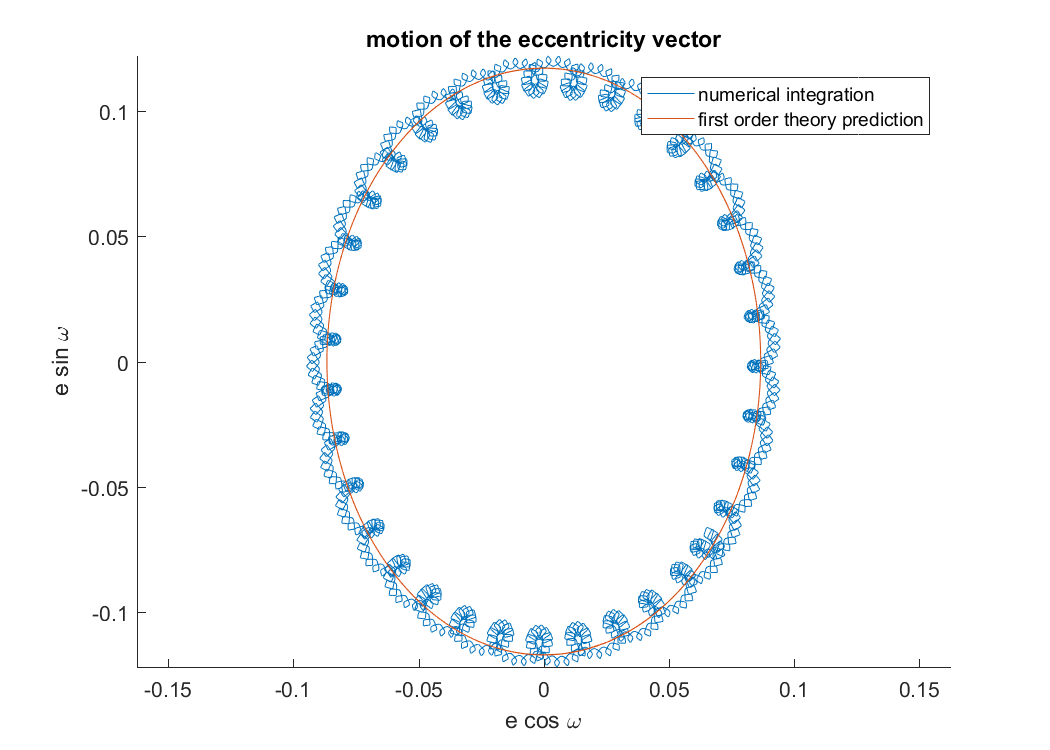 motion of the eccentricity vector
numerical integration
first order theory prediction
e sin ω
0.1
0.05
0
-0.05
-0.1
-0.15
-0.1
-0.05
0
0.05
0.1
0.15
e cos ω